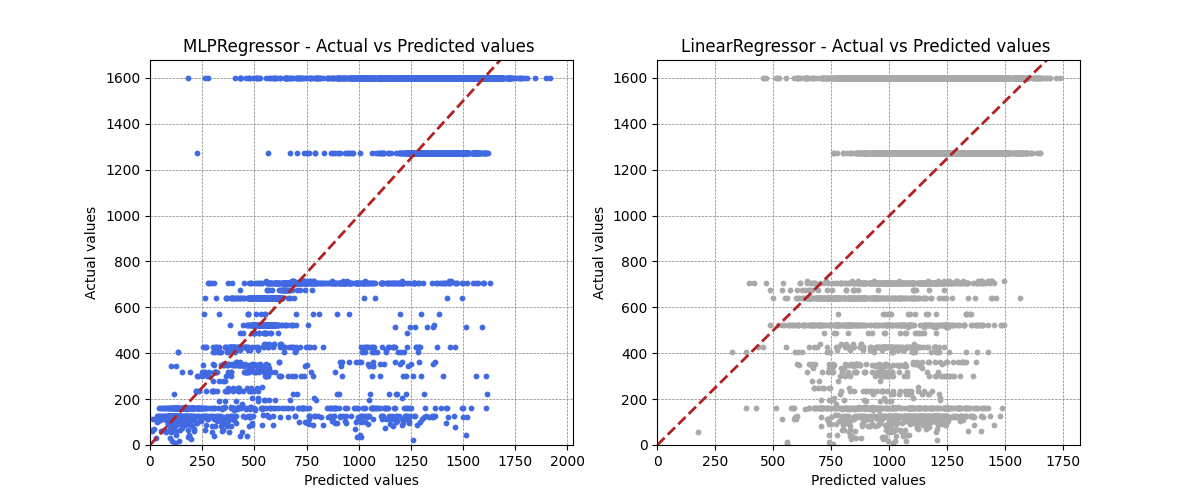 MLPRegressor - Actual vs Predicted values
1600
1400
1200
1000
800
600
400
200
0
Actual values
0 250 500 750 1000 1250 1500 1750 2000
Predicted values
LinearRegressor - Actual vs Predicted values
1600
1400
1200
1000
800
600
400
200
0
Actual values
0 250 500 750 1000 1250 1500 1750
Predicted values